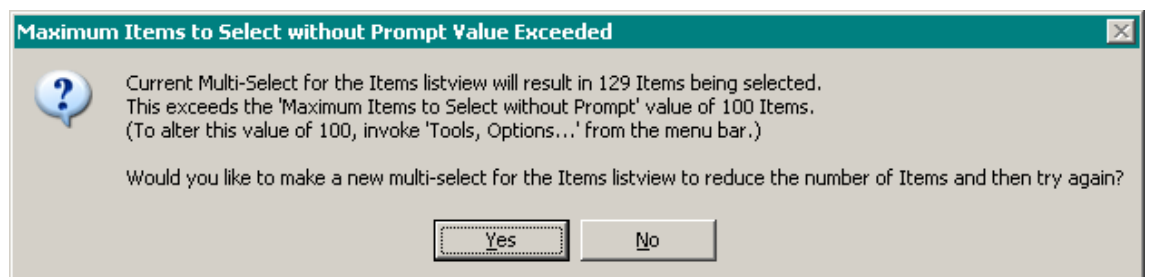 Maximum Items to Select without Prompt Value Exceeded
Current Multi-Select for the Items listview will result in 129 Items being selected.
This exceeds the 'Maximum Items to Select without Prompt' value of 100 Items.
(To alter this value of 100, invoke 'Tools, Options...' from the menu bar.)
Would you like to make a new multi-select for the Items listview to reduce the number of Items and then try again?
Yes No